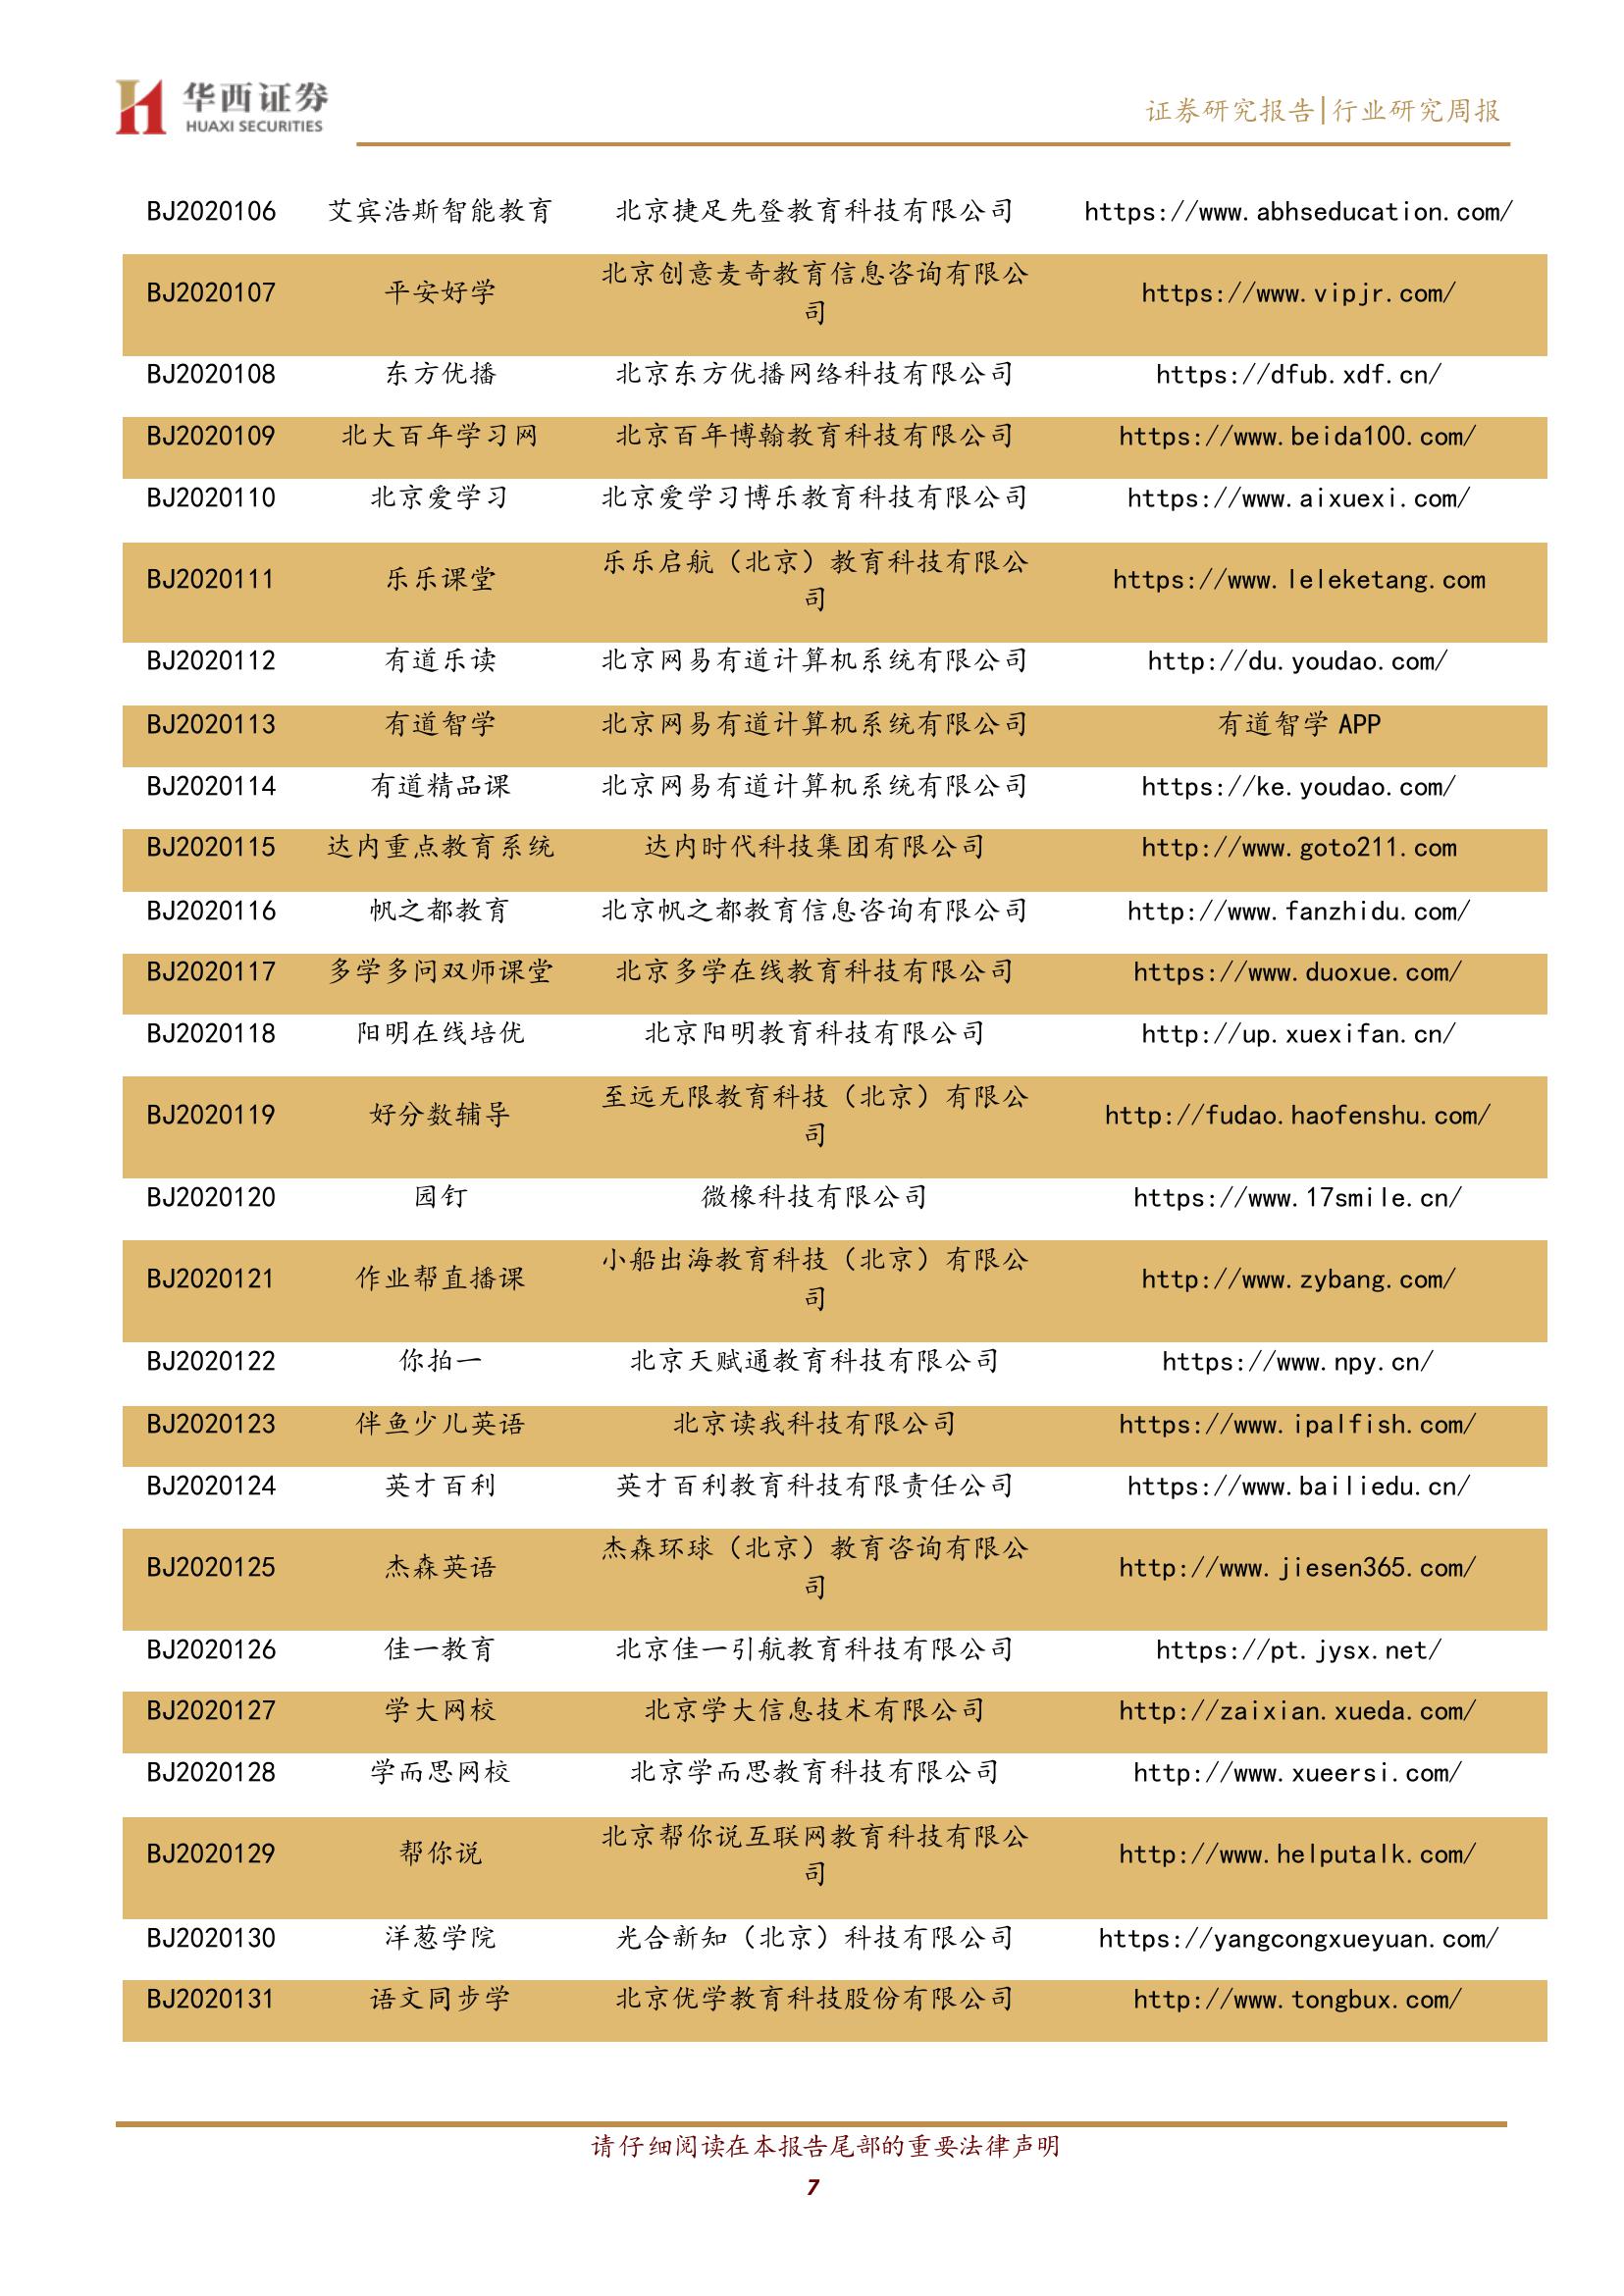 华西证券
HUAXI SECURITIES
证券研究报告|行业研究周报
BJ2020106 艾宾浩斯智能教育 北京捷足先登教育科技有限公司 https://www.abhseducation.com/
BJ2020107 平安好学 北京创意麦奇教育信息咨询有限公
司 https://www.vipjr.com/
BJ2020108 东方优播 北京东方优播网络科技有限公司 https://dfub.xdf.cn/
BJ2020109 北大百年学习网 北京百年博翰教育科技有限公司 https://www.beida100.com/
BJ2020110 北京爱学习 北京爱学习博乐教育科技有限公司 https://www.aixuexi.com/
BJ2020111 乐乐课堂 乐乐启航（北京）教育科技有限公
司 https://www.leleketang.com
BJ2020112 有道乐读 北京网易有道计算机系统有限公司 http://du.youdao.com/
BJ2020113 有道智学 北京网易有道计算机系统有限公司 有道智学 APP
BJ2020114 有道精品课 北京网易有道计算机系统有限公司 https://ke.youdao.com/
BJ2020115 达内重点教育系统 达内时代科技集团有限公司 http://www.goto211.com
BJ2020116 帆之都教育 北京帆之都教育信息咨询有限公司 http://www.fanzhidu.com/
BJ2020117 多学多问双师课堂 北京多学在线教育科技有限公司 https://www.duoxue.com/
BJ2020118 阳明在线培优 北京阳明教育科技有限公司 http://up.xuexifan.cn/
BJ2020119 好分数辅导 至远无限教育科技（北京）有限公
司 http://fudao.haofenshu.com/
BJ2020120 园钉 微橡科技有限公司 https://www.17smile.cn/
BJ2020121 作业帮直播课 小船出海教育科技（北京）有限公
司 http://www.zybang.com/
BJ2020122 你拍一 北京天赋通教育科技有限公司 https://www.npy.cn/
BJ2020123 伴鱼少儿英语 北京读我科技有限公司 https://www.ipalfish.com/
BJ2020124 英才百利 英才百利教育科技有限责任公司 https://www.bailiedu.cn/
BJ2020125 杰森英语 杰森环球（北京）教育咨询有限公
司 http://www.jiesen365.com/
BJ2020126 佳一教育 北京佳一引航教育科技有限公司 https://pt.jysx.net/
BJ2020127 学大网校 北京学大信息技术有限公司 http://zaixian.xueda.com/
BJ2020128 学而思网校 北京学而思教育科技有限公司 http://www.xueersi.com/
BJ2020129 帮你说 北京帮你说互联网教育科技有限公
司 http://www.helputalk.com/
BJ2020130 洋葱学院 光合新知（北京）科技有限公司 https://yangcongxueyuan.com/
BJ2020131 语文同步学 北京优学教育科技股份有限公司 http://www.tongbux.com/
请仔细阅读在本报告尾部的重要法律声明
7